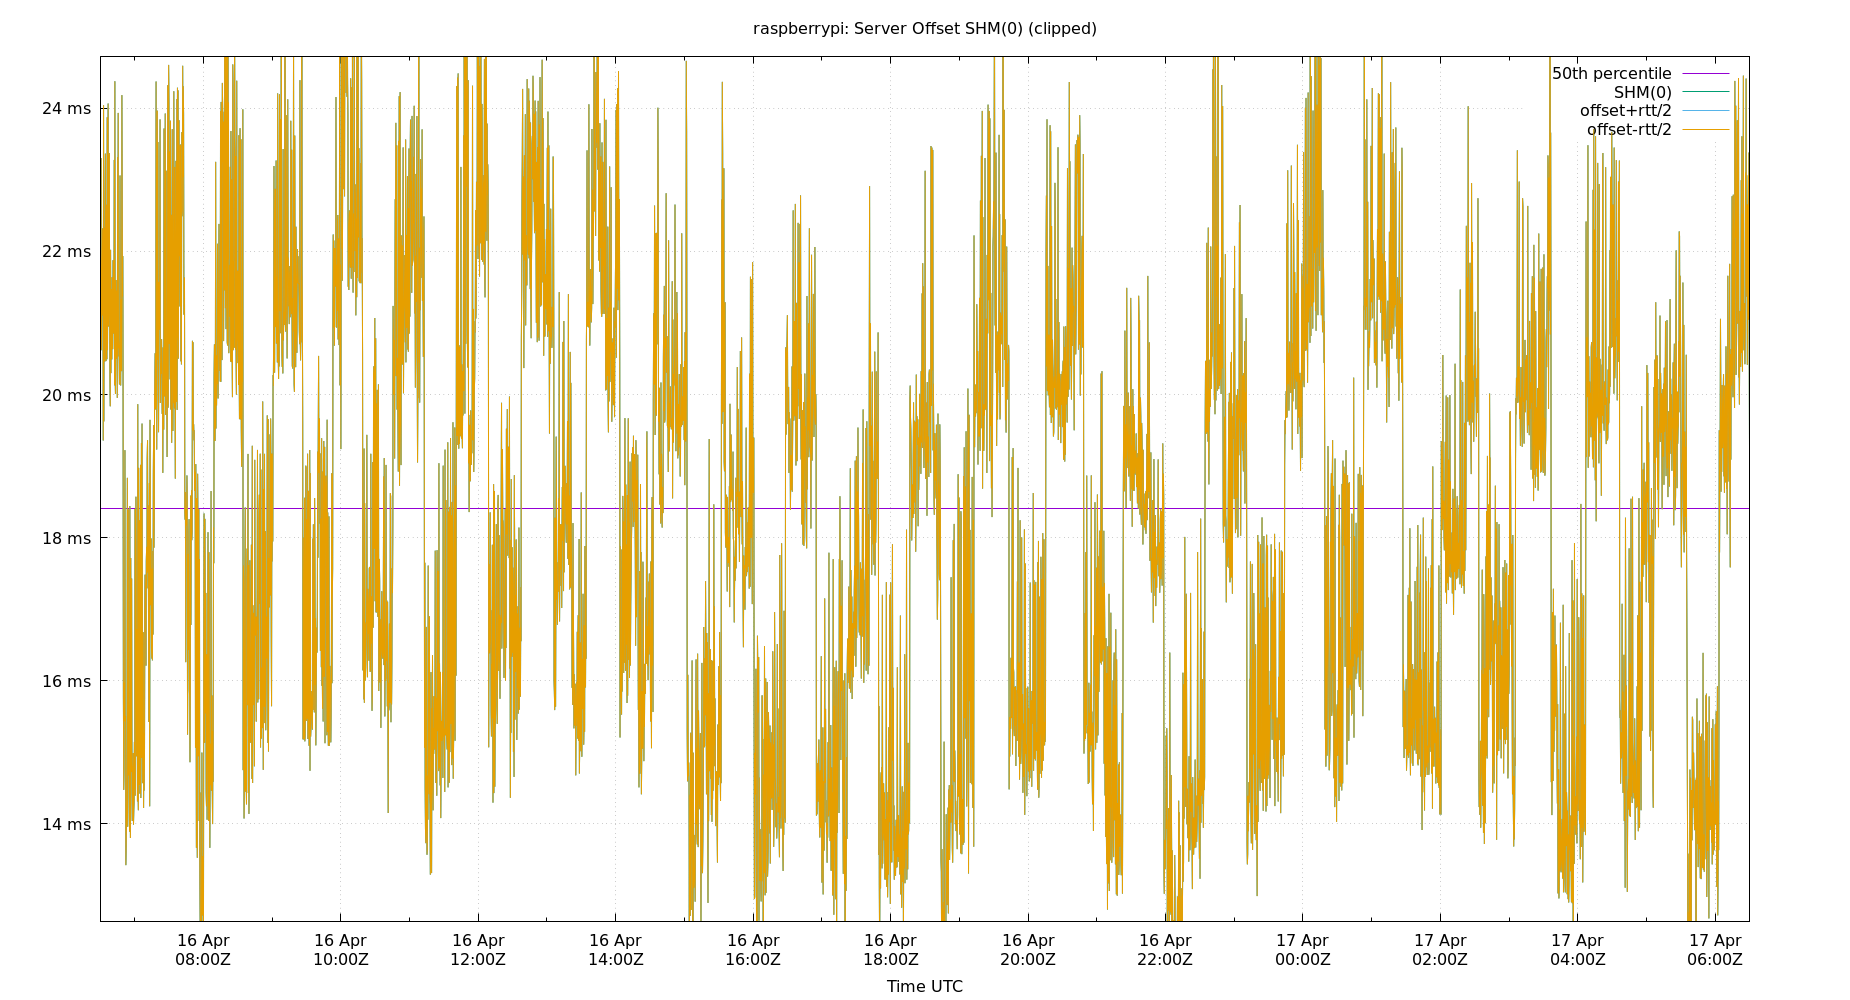 raspberrypi: Server Offset SHM(0) (clipped)
50th percentile
SHM(0)
offset+rtt/2
offset-rtt/2
24 ms
22 ms
20 ms
18 ms
16 ms
14 ms
16 Apr 16 Apr 16 Apr 16 Apr 16 Apr 16 Apr 16 Apr 16 Apr 17 Apr 17 Apr 17 Apr 17 Apr
08:00Z 10:00Z 12:00Z 14:00Z 16:00Z 18:00Z 20:00Z 22:00Z 00:00Z 02:00Z 04:00Z 06:00Z
Time UTC